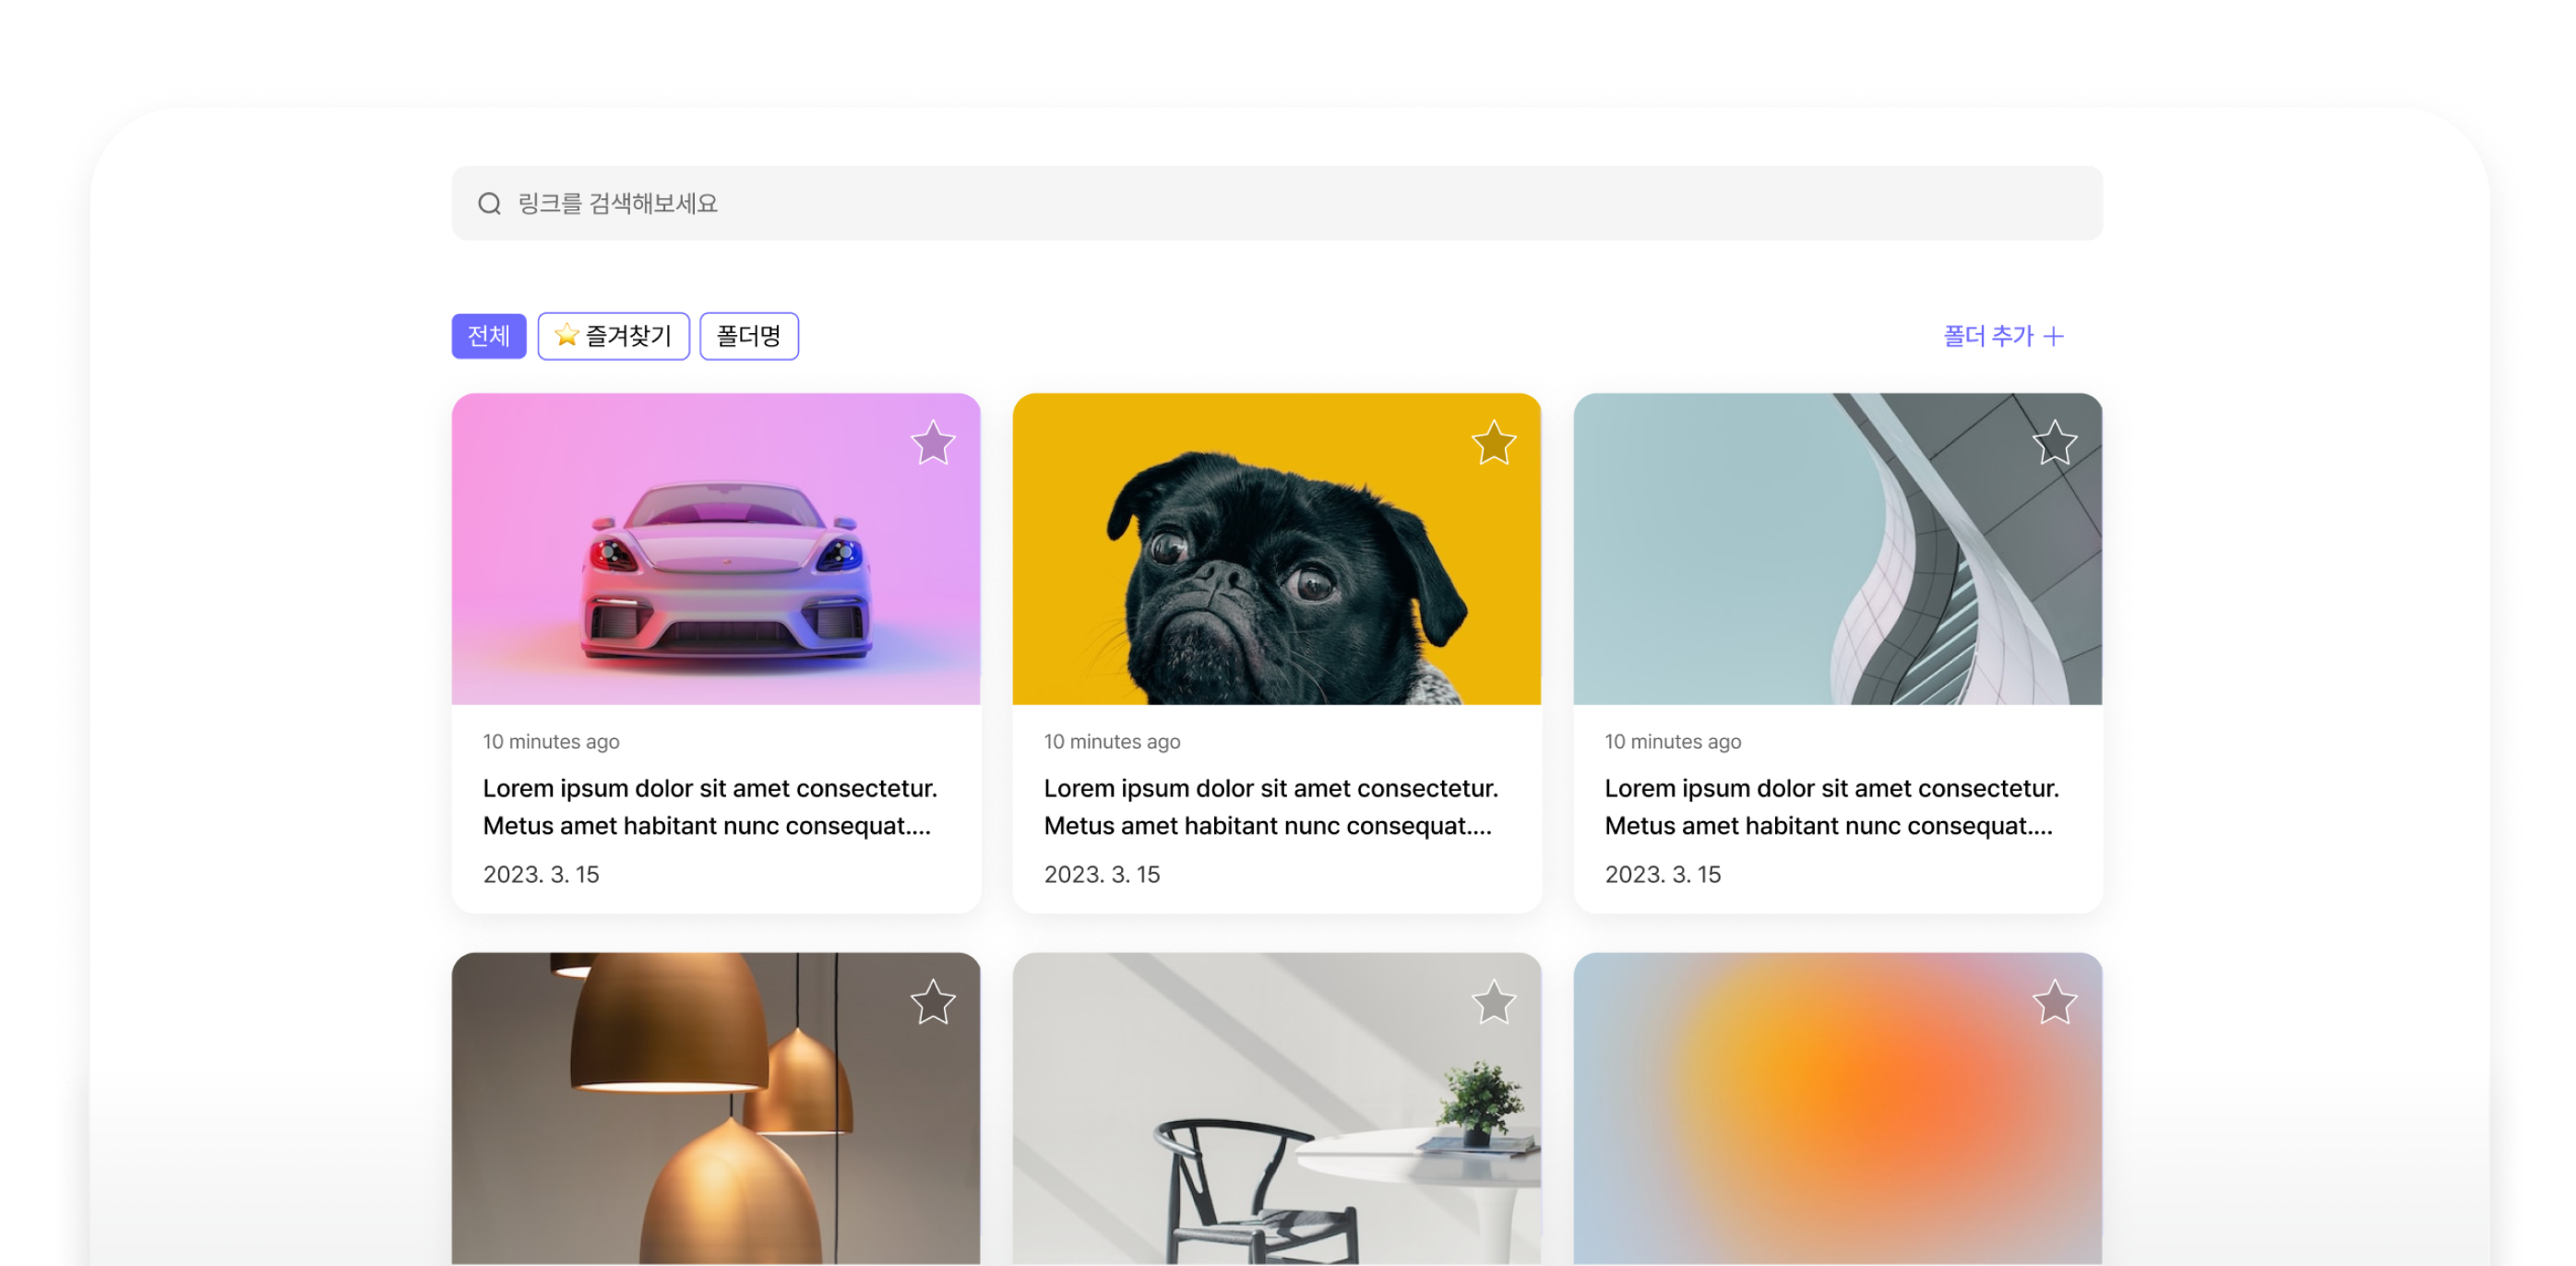 링크를 검색해보세요
전체 ⭐ 즐겨찾기 폴더명 폴더 추가 +
10 minutes ago
Lorem ipsum dolor sit amet consectetur.
Metus amet habitant nunc consequat....
2023. 3. 15
10 minutes ago
Lorem ipsum dolor sit amet consectetur.
Metus amet habitant nunc consequat....
2023. 3. 15
10 minutes ago
Lorem ipsum dolor sit amet consectetur.
Metus amet habitant nunc consequat....
2023. 3. 15